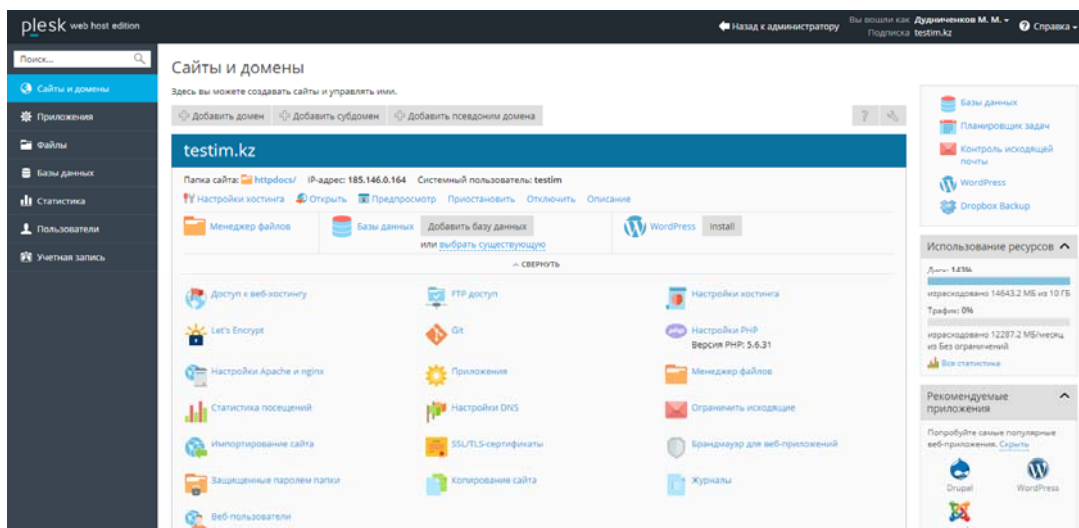 plesk web host edition
Назад к администратору
Вы вошли как Дудниченков М. М.
Подписка testim.kz
Справка
Поиск...
Сайты и домены
Приложения
Файлы
Базы данных
Статистика
Пользователи
Учетная запись
Сайты и домены
Здесь вы можете создавать сайты и управлять ими.
Добавить домен Добавить субдомен Добавить псевдоним домена
testim.kz
Папка сайта: httpdocs/ IP-адрес: 185.146.0.164 Системный пользователь: testim
Настройки хостинга Открыть Предпросмотр Приостановить Отключить Описание
Менеджер файлов Базы данных Добавить базу данных WordPress Install
или выбрать существующую
СВЕРНУТЬ
Доступ к веб-хостингу FTP доступ Настройки хостинга
Let's Encrypt Git Настройки PHP
Версия PHP: 5.6.31
Настройки Apache и nginx Приложения Менеджер файлов
Статистика посещений Настройки DNS Ограничить исходящие
Импортирование сайта SSL/TLS-сертификаты Брандмауэр для веб-приложений
Защищенные паролем папки Копирование сайта Журналы
Веб-пользователи
Базы данных
Планировщик задач
Контроль исходящей
почты
WordPress
Dropbox Backup
Использование ресурсов
Диск: 143%
израсходовано 14643.2 МБ из 10 ГБ
Трафик: 0%
израсходовано 12287.2 МБ/месяц
из Без ограничений
Вся статистика
Рекомендуемые
приложения
Попробуйте самые популярные
веб-приложения. Скрыть
Drupal WordPress